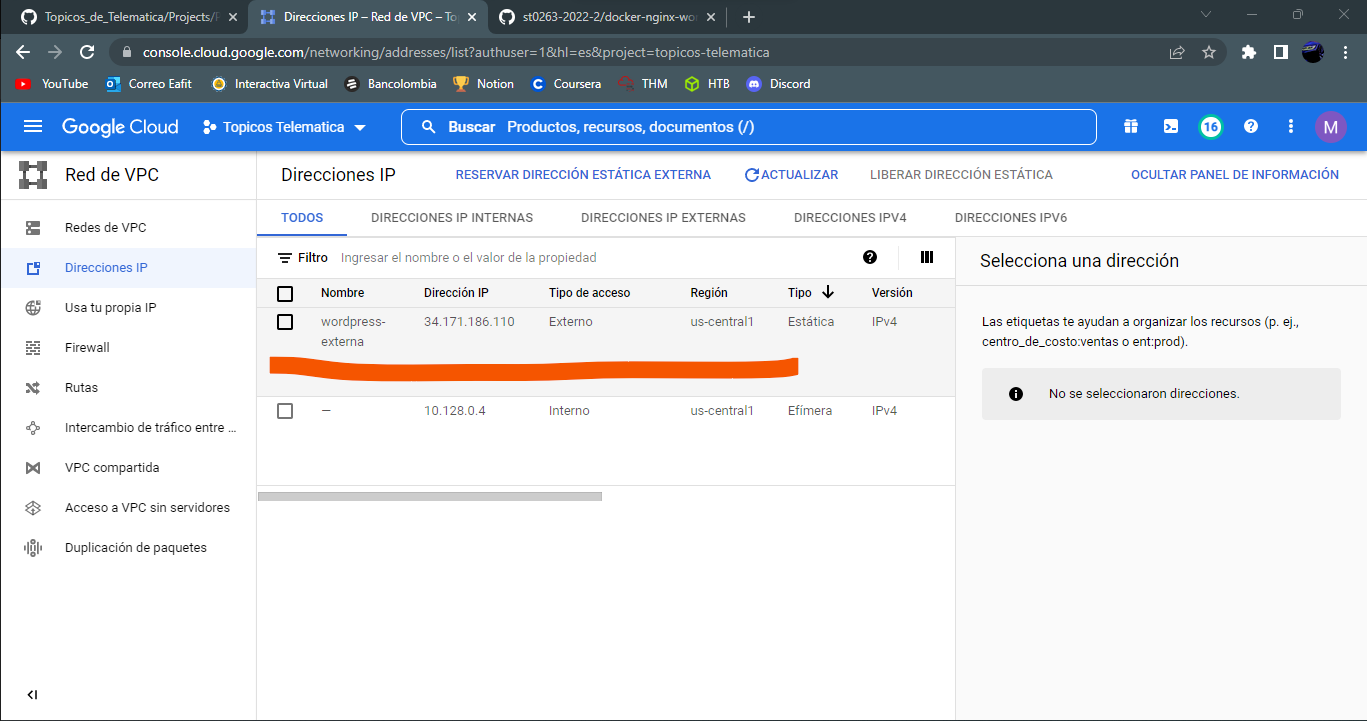 Topicos_de_Telematica/Projects/P
Direcciones IP – Red de VPC – To
st0263-2022-2/docker-nginx-wor
console.cloud.google.com/networking/addresses/list?authuser=1&hl=es&project=topicos-telematica
YouTube
Correo Eafit
Interactiva Virtual
Bancolombia
Notion
Coursera
THM
HTB
Discord
Google Cloud
Topicos Telematica
Buscar Productos, recursos, documentos (/)
16
M
Red de VPC
Direcciones IP
RESERVAR DIRECCIÓN ESTÁTICA EXTERNA
ACTUALIZAR
LIBERAR DIRECCIÓN ESTÁTICA
OCULTAR PANEL DE INFORMACIÓN
Redes de VPC
Direcciones IP
Usa tu propia IP
Firewall
Rutas
Intercambio de tráfico entre ...
VPC compartida
Acceso a VPC sin servidores
Duplicación de paquetes
TODOS
DIRECCIONES IP INTERNAS
DIRECCIONES IP EXTERNAS
DIRECCIONES IPV4
DIRECCIONES IPV6
Filtro Ingresar el nombre o el valor de la propiedad
Nombre Dirección IP Tipo de acceso Región Tipo Versión
wordpress- 34.171.186.110 Externo us-central1 Estática IPv4
externa
— 10.128.0.4 Interno us-central1 Efímera IPv4
Selecciona una dirección
Las etiquetas te ayudan a organizar los recursos (p. ej.,
centro_de_costo:ventas o ent:prod).
No se seleccionaron direcciones.